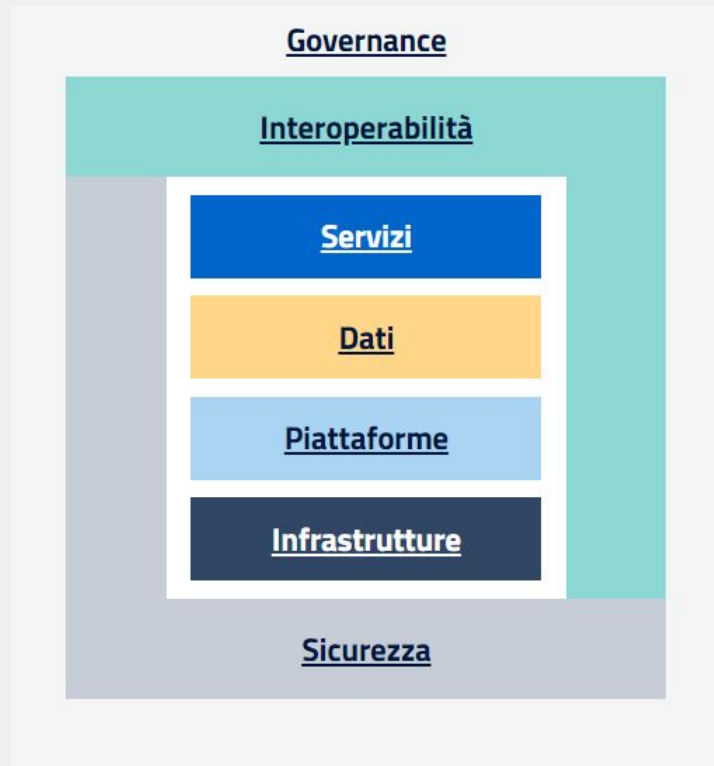 Governance
Interoperabilità
Servizi
Dati
Piattaforme
Infrastrutture
Sicurezza